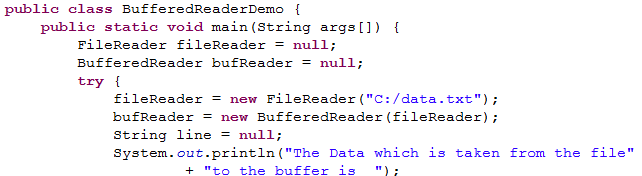 public class BufferedReaderDemo {
    public static void main(String args[]) {
        FileReader fileReader = null;
        BufferedReader bufReader = null;
        try {
            fileReader = new FileReader("C:/data.txt");
            bufReader = new BufferedReader(fileReader);
            String line = null;
            System.out.println("The Data which is taken from the file"
                    + "to the buffer is  ");